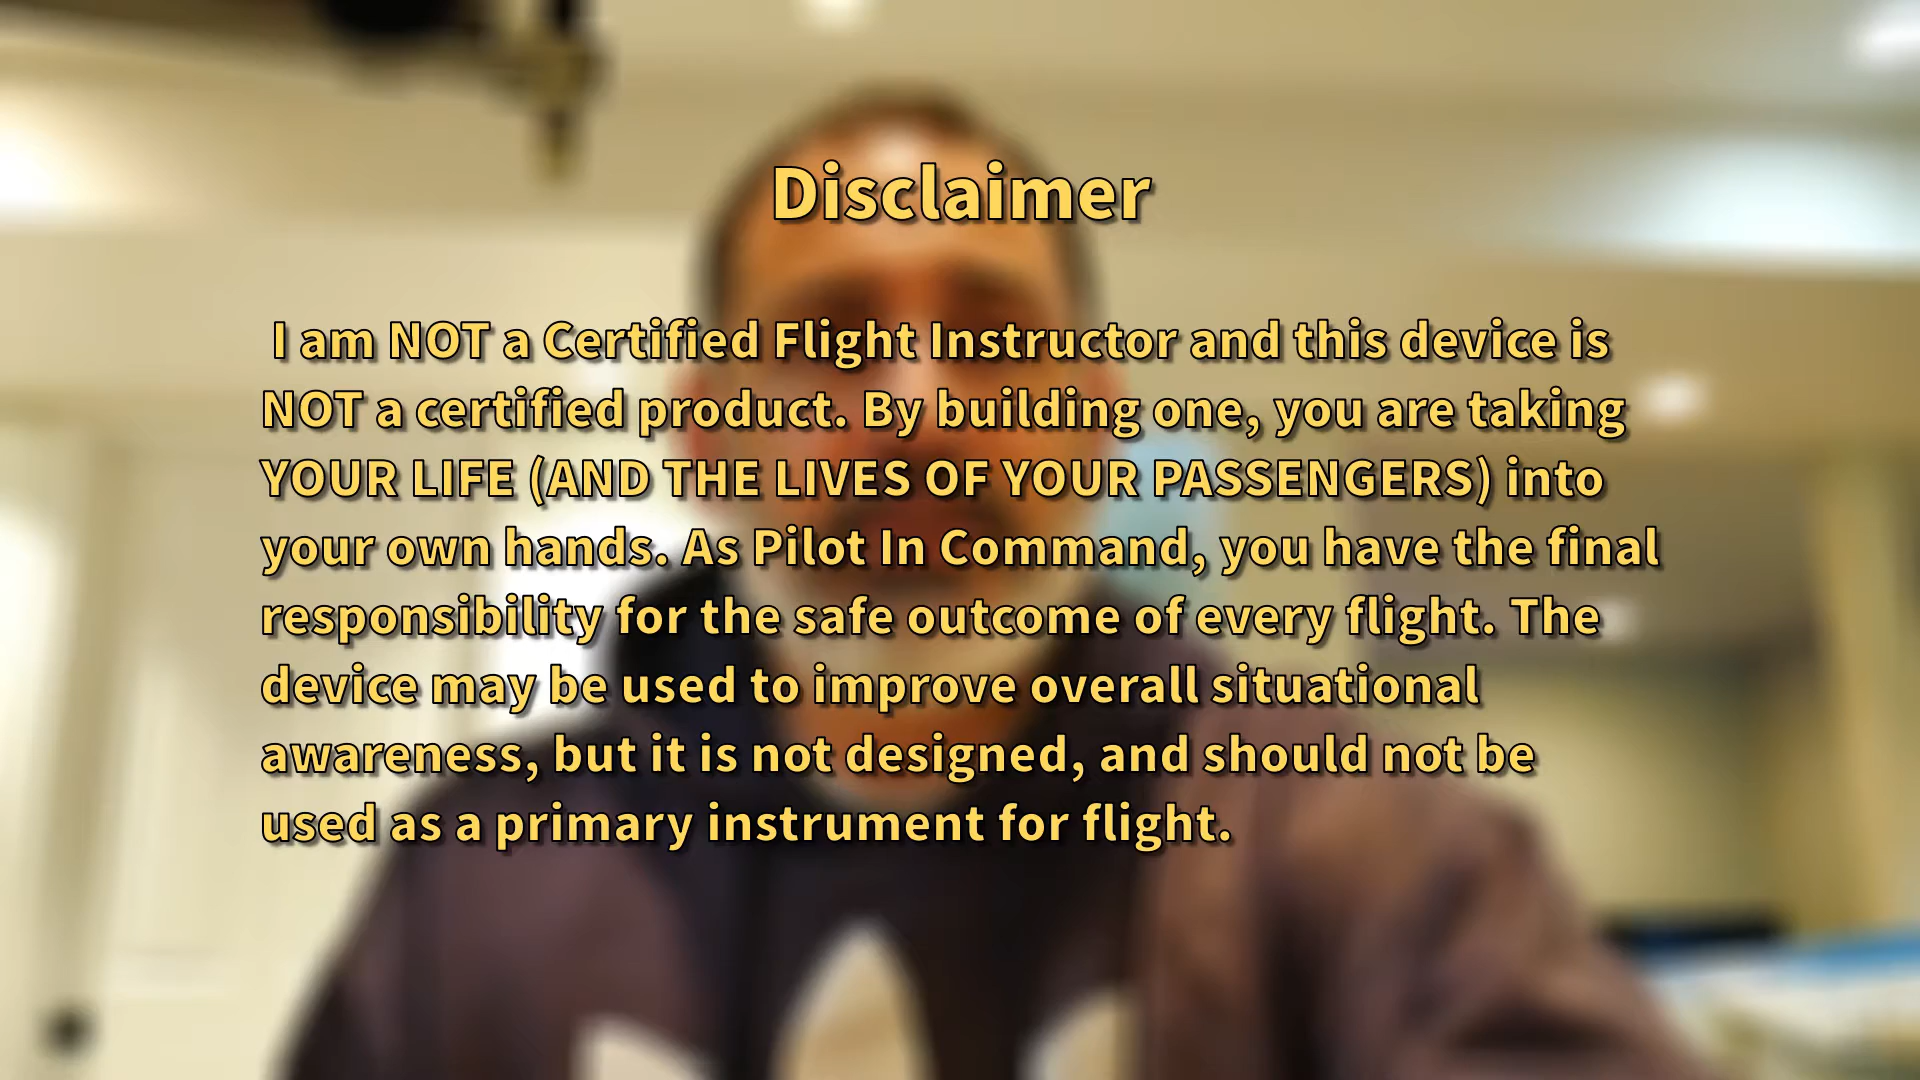 Disclaimer
I am NOT a Certified Flight Instructor and this device is
NOT a certified product. By building one, you are taking
YOUR LIFE (AND THE LIVES OF YOUR PASSENGERS) into
your own hands. As Pilot In Command, you have the final
responsibility for the safe outcome of every flight. The
device may be used to improve overall situational
awareness, but it is not designed, and should not be
used as a primary instrument for flight.